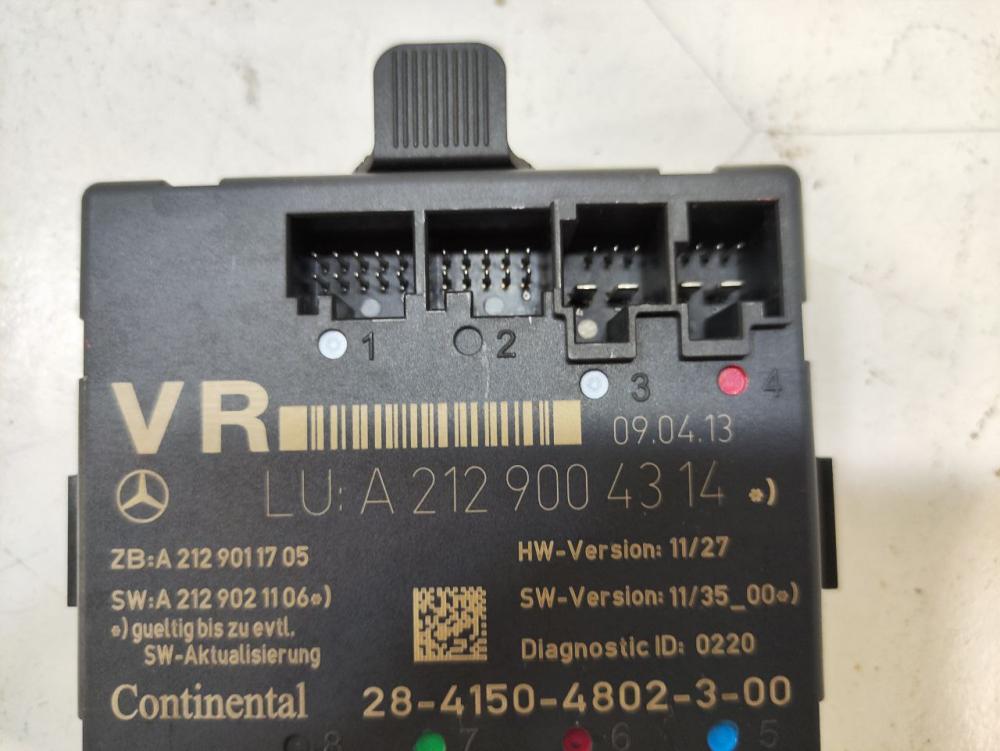 1 2
3 4
VR 09.04.13
LU: A 212 900 43 14 *)
ZB:A 212 901 17 05
HW-Version: 11/27
SW:A 212 902 11 06*)
SW-Version: 11/35_00*)
*) gueltig bis zu evtl.
SW-Aktualisierung
Diagnostic ID: 0220
Continental 28-4150-4802-3-00
8 7 6 5